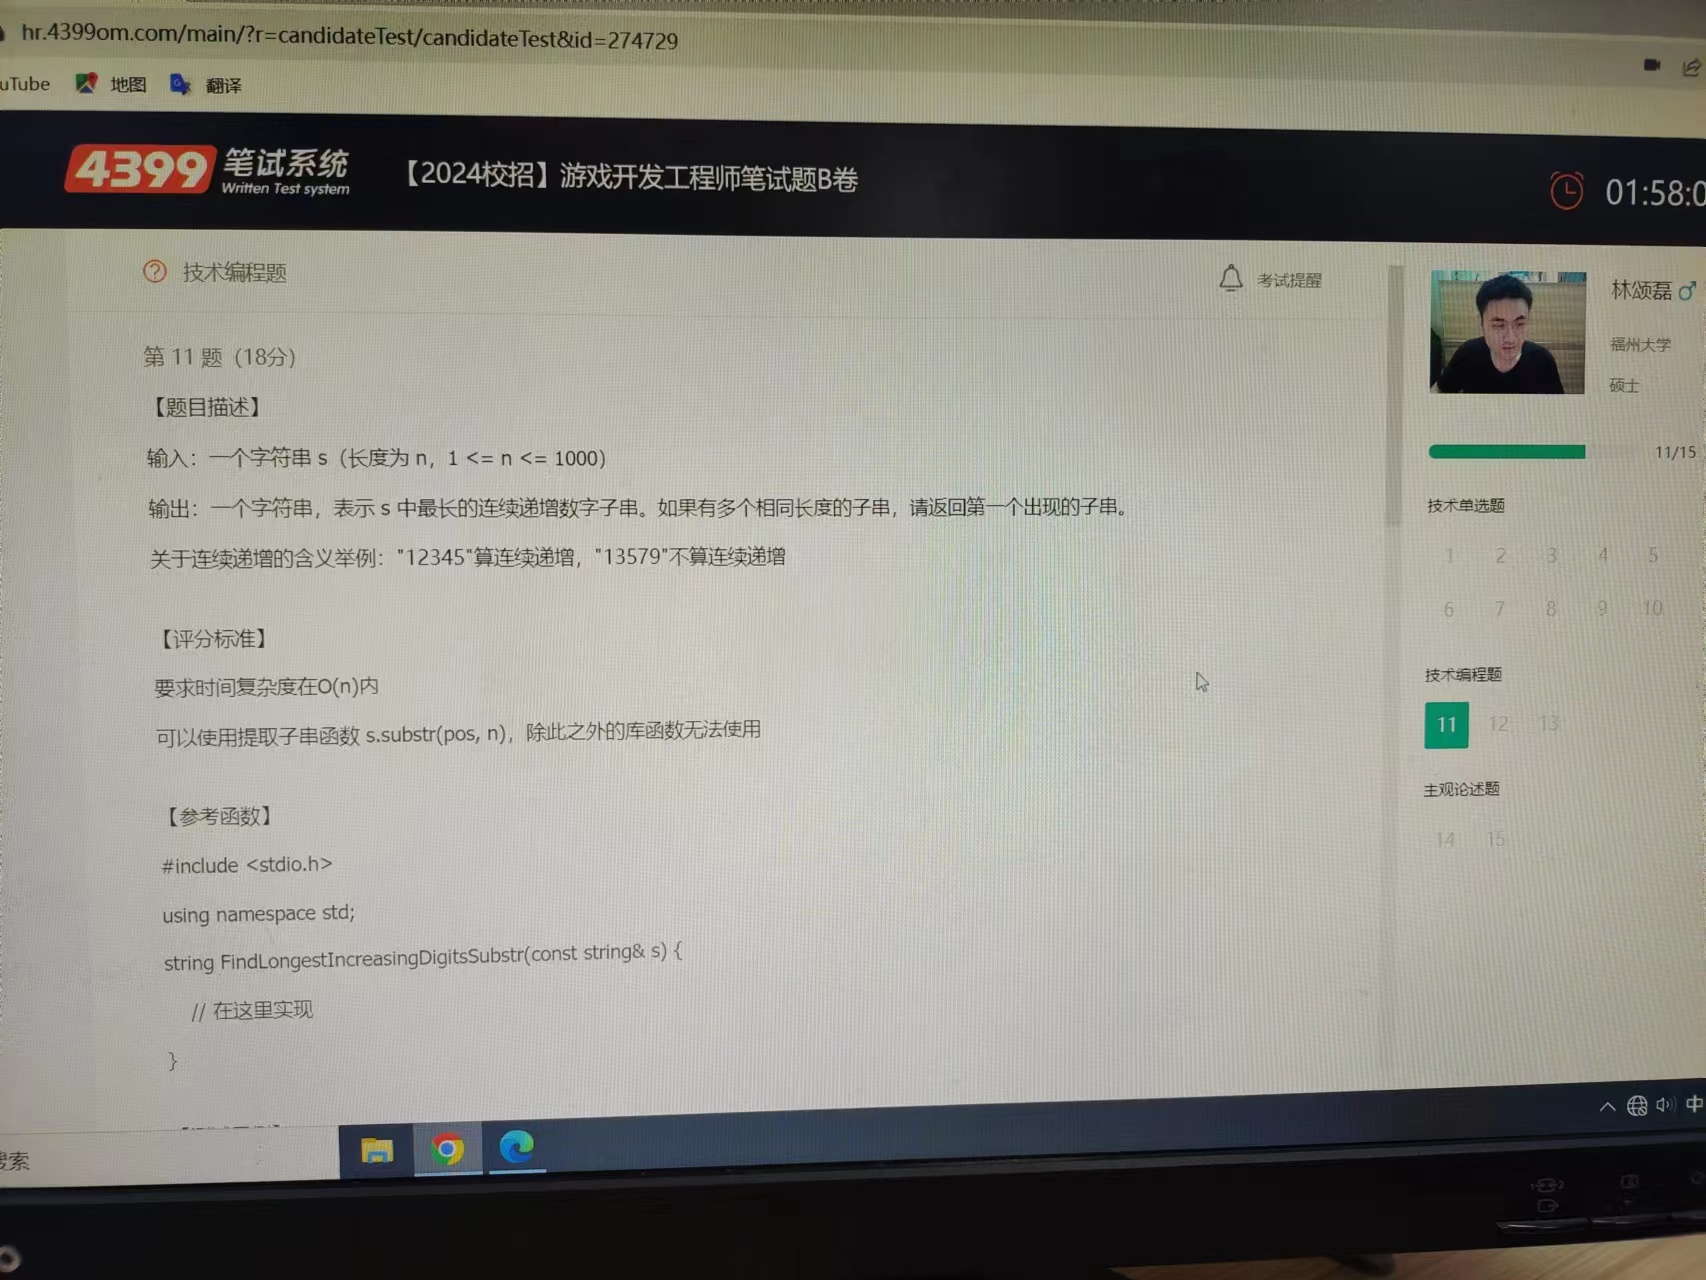 hr.4399om.com/main/?r=candidateTest/candidateTest&id=274729
uTube 地图 翻译
4399 笔试系统
Written Test system
【2024校招】游戏开发工程师笔试题B卷
01:58:0
技术编程题
考试提醒
林颂磊
福州大学
硕士
第 11 题（18分）
【题目描述】
输入：一个字符串 s（长度为 n，1 <= n <= 1000）
输出：一个字符串，表示 s 中最长的连续递增数字子串。如果有多个相同长度的子串，请返回第一个出现的子串。
关于连续递增的含义举例："12345"算连续递增，"13579"不算连续递增
【评分标准】
要求时间复杂度在O(n)内
可以使用提取子串函数 s.substr(pos, n)，除此之外的库函数无法使用
【参考函数】
#include <stdio.h>
using namespace std;
string FindLongestIncreasingDigitsSubstr(const string& s) {
// 在这里实现
}
11/15
技术单选题
1 2 3 4 5
6 7 8 9 10
技术编程题
11 12 13
主观论述题
14 15
搜索
中